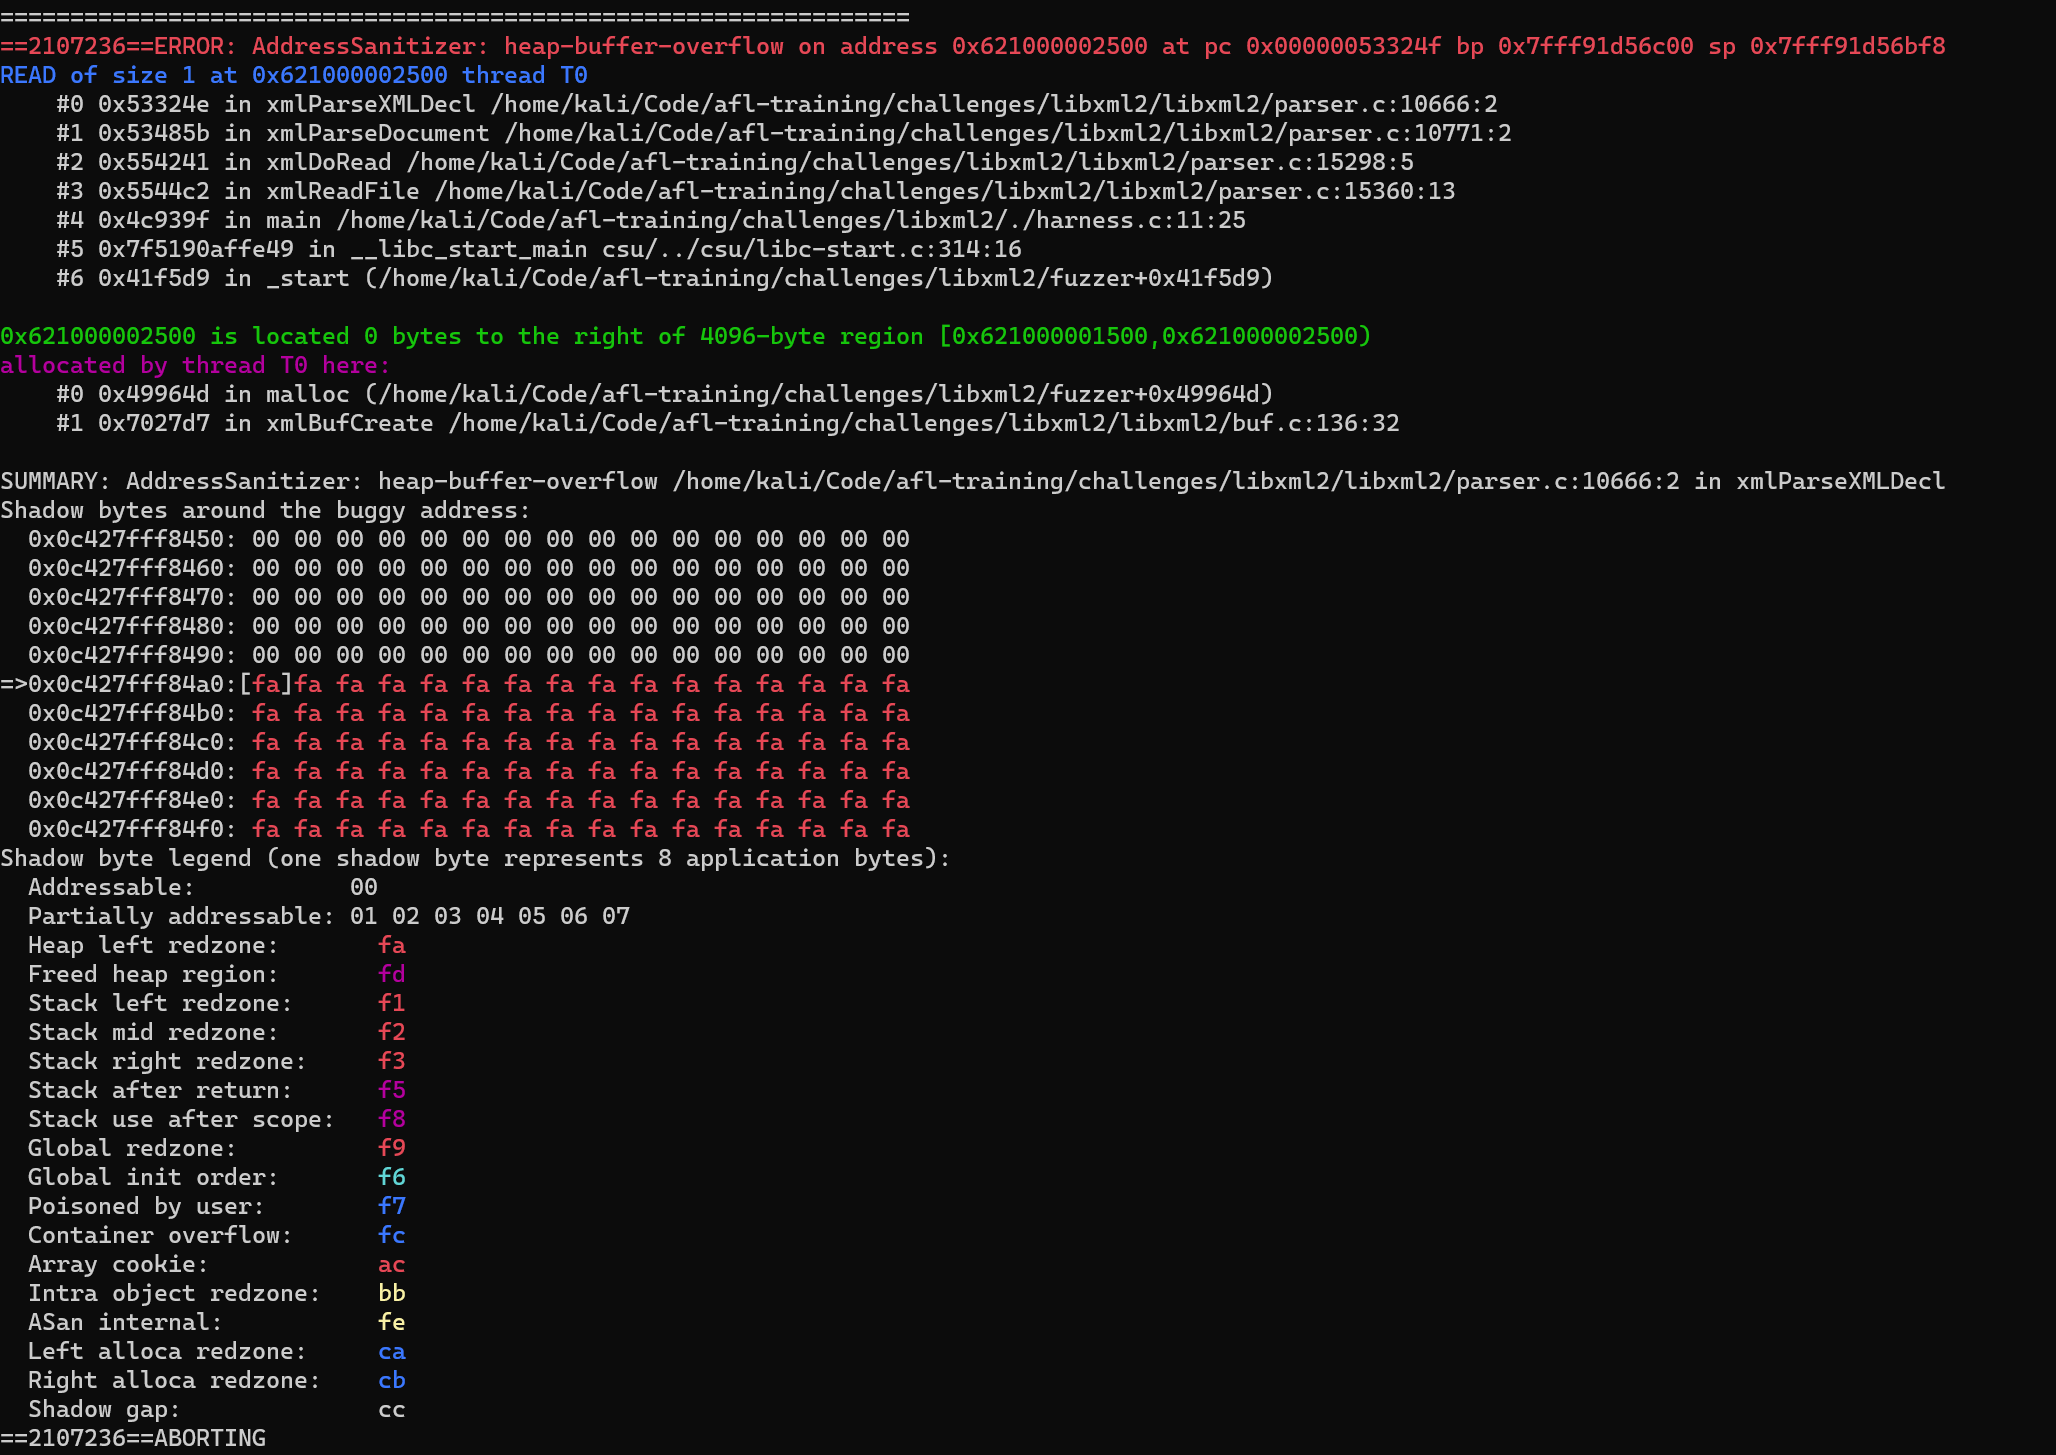 =================================================================
==2107236==ERROR: AddressSanitizer: heap-buffer-overflow on address 0x621000002500 at pc 0x00000053324f bp 0x7fff91d56c00 sp 0x7fff91d56bf8
READ of size 1 at 0x621000002500 thread T0
    #0 0x53324e in xmlParseXMLDecl /home/kali/Code/afl-training/challenges/libxml2/libxml2/parser.c:10666:2
    #1 0x53485b in xmlParseDocument /home/kali/Code/afl-training/challenges/libxml2/libxml2/parser.c:10771:2
    #2 0x554241 in xmlDoRead /home/kali/Code/afl-training/challenges/libxml2/libxml2/parser.c:15298:5
    #3 0x5544c2 in xmlReadFile /home/kali/Code/afl-training/challenges/libxml2/libxml2/parser.c:15360:13
    #4 0x4c939f in main /home/kali/Code/afl-training/challenges/libxml2/./harness.c:11:25
    #5 0x7f5190affe49 in __libc_start_main csu/../csu/libc-start.c:314:16
    #6 0x41f5d9 in _start (/home/kali/Code/afl-training/challenges/libxml2/fuzzer+0x41f5d9)

0x621000002500 is located 0 bytes to the right of 4096-byte region [0x621000001500,0x621000002500)
allocated by thread T0 here:
    #0 0x49964d in malloc (/home/kali/Code/afl-training/challenges/libxml2/fuzzer+0x49964d)
    #1 0x7027d7 in xmlBufCreate /home/kali/Code/afl-training/challenges/libxml2/libxml2/buf.c:136:32

SUMMARY: AddressSanitizer: heap-buffer-overflow /home/kali/Code/afl-training/challenges/libxml2/libxml2/parser.c:10666:2 in xmlParseXMLDecl
Shadow bytes around the buggy address:
  0x0c427fff8450: 00 00 00 00 00 00 00 00 00 00 00 00 00 00 00 00
  0x0c427fff8460: 00 00 00 00 00 00 00 00 00 00 00 00 00 00 00 00
  0x0c427fff8470: 00 00 00 00 00 00 00 00 00 00 00 00 00 00 00 00
  0x0c427fff8480: 00 00 00 00 00 00 00 00 00 00 00 00 00 00 00 00
  0x0c427fff8490: 00 00 00 00 00 00 00 00 00 00 00 00 00 00 00 00
=>0x0c427fff84a0:[fa]fa fa fa fa fa fa fa fa fa fa fa fa fa fa fa
  0x0c427fff84b0: fa fa fa fa fa fa fa fa fa fa fa fa fa fa fa fa
  0x0c427fff84c0: fa fa fa fa fa fa fa fa fa fa fa fa fa fa fa fa
  0x0c427fff84d0: fa fa fa fa fa fa fa fa fa fa fa fa fa fa fa fa
  0x0c427fff84e0: fa fa fa fa fa fa fa fa fa fa fa fa fa fa fa fa
  0x0c427fff84f0: fa fa fa fa fa fa fa fa fa fa fa fa fa fa fa fa
Shadow byte legend (one shadow byte represents 8 application bytes):
  Addressable:           00
  Partially addressable: 01 02 03 04 05 06 07
  Heap left redzone:       fa
  Freed heap region:       fd
  Stack left redzone:      f1
  Stack mid redzone:       f2
  Stack right redzone:     f3
  Stack after return:      f5
  Stack use after scope:   f8
  Global redzone:          f9
  Global init order:       f6
  Poisoned by user:        f7
  Container overflow:      fc
  Array cookie:            ac
  Intra object redzone:    bb
  ASan internal:           fe
  Left alloca redzone:     ca
  Right alloca redzone:    cb
  Shadow gap:              cc
==2107236==ABORTING